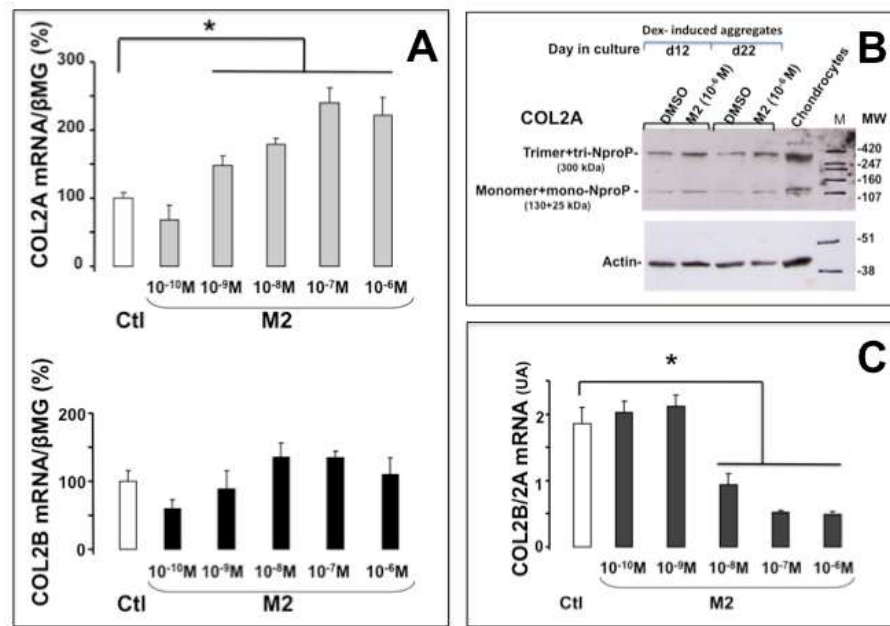 A
*
COL2A mRNA/βMG (%)
300
200
100
0
10⁻¹⁰M 10⁻⁹M 10⁻⁸M 10⁻⁷M 10⁻⁶M
Ctl M2
COL2B mRNA/βMG (%)
200
100
0
10⁻¹⁰M 10⁻⁹M 10⁻⁸M 10⁻⁷M 10⁻⁶M
Ctl M2
B
Dex- induced aggregates
Day in culture d12 d22
DMSO M2 (10⁻⁶ M) DMSO M2 (10⁻⁶ M) Chondrocytes M MW
COL2A
Trimer+tri-NproP-
(300 kDa)
Monomer+mono-NproP -
(130+25 kDa)
-420
-247
-160
-107
Actin-
-51
-38
C
*
COL2B/2A mRNA (UA)
2
1
0
10⁻¹⁰M 10⁻⁹M 10⁻⁸M 10⁻⁷M 10⁻⁶M
Ctl M2